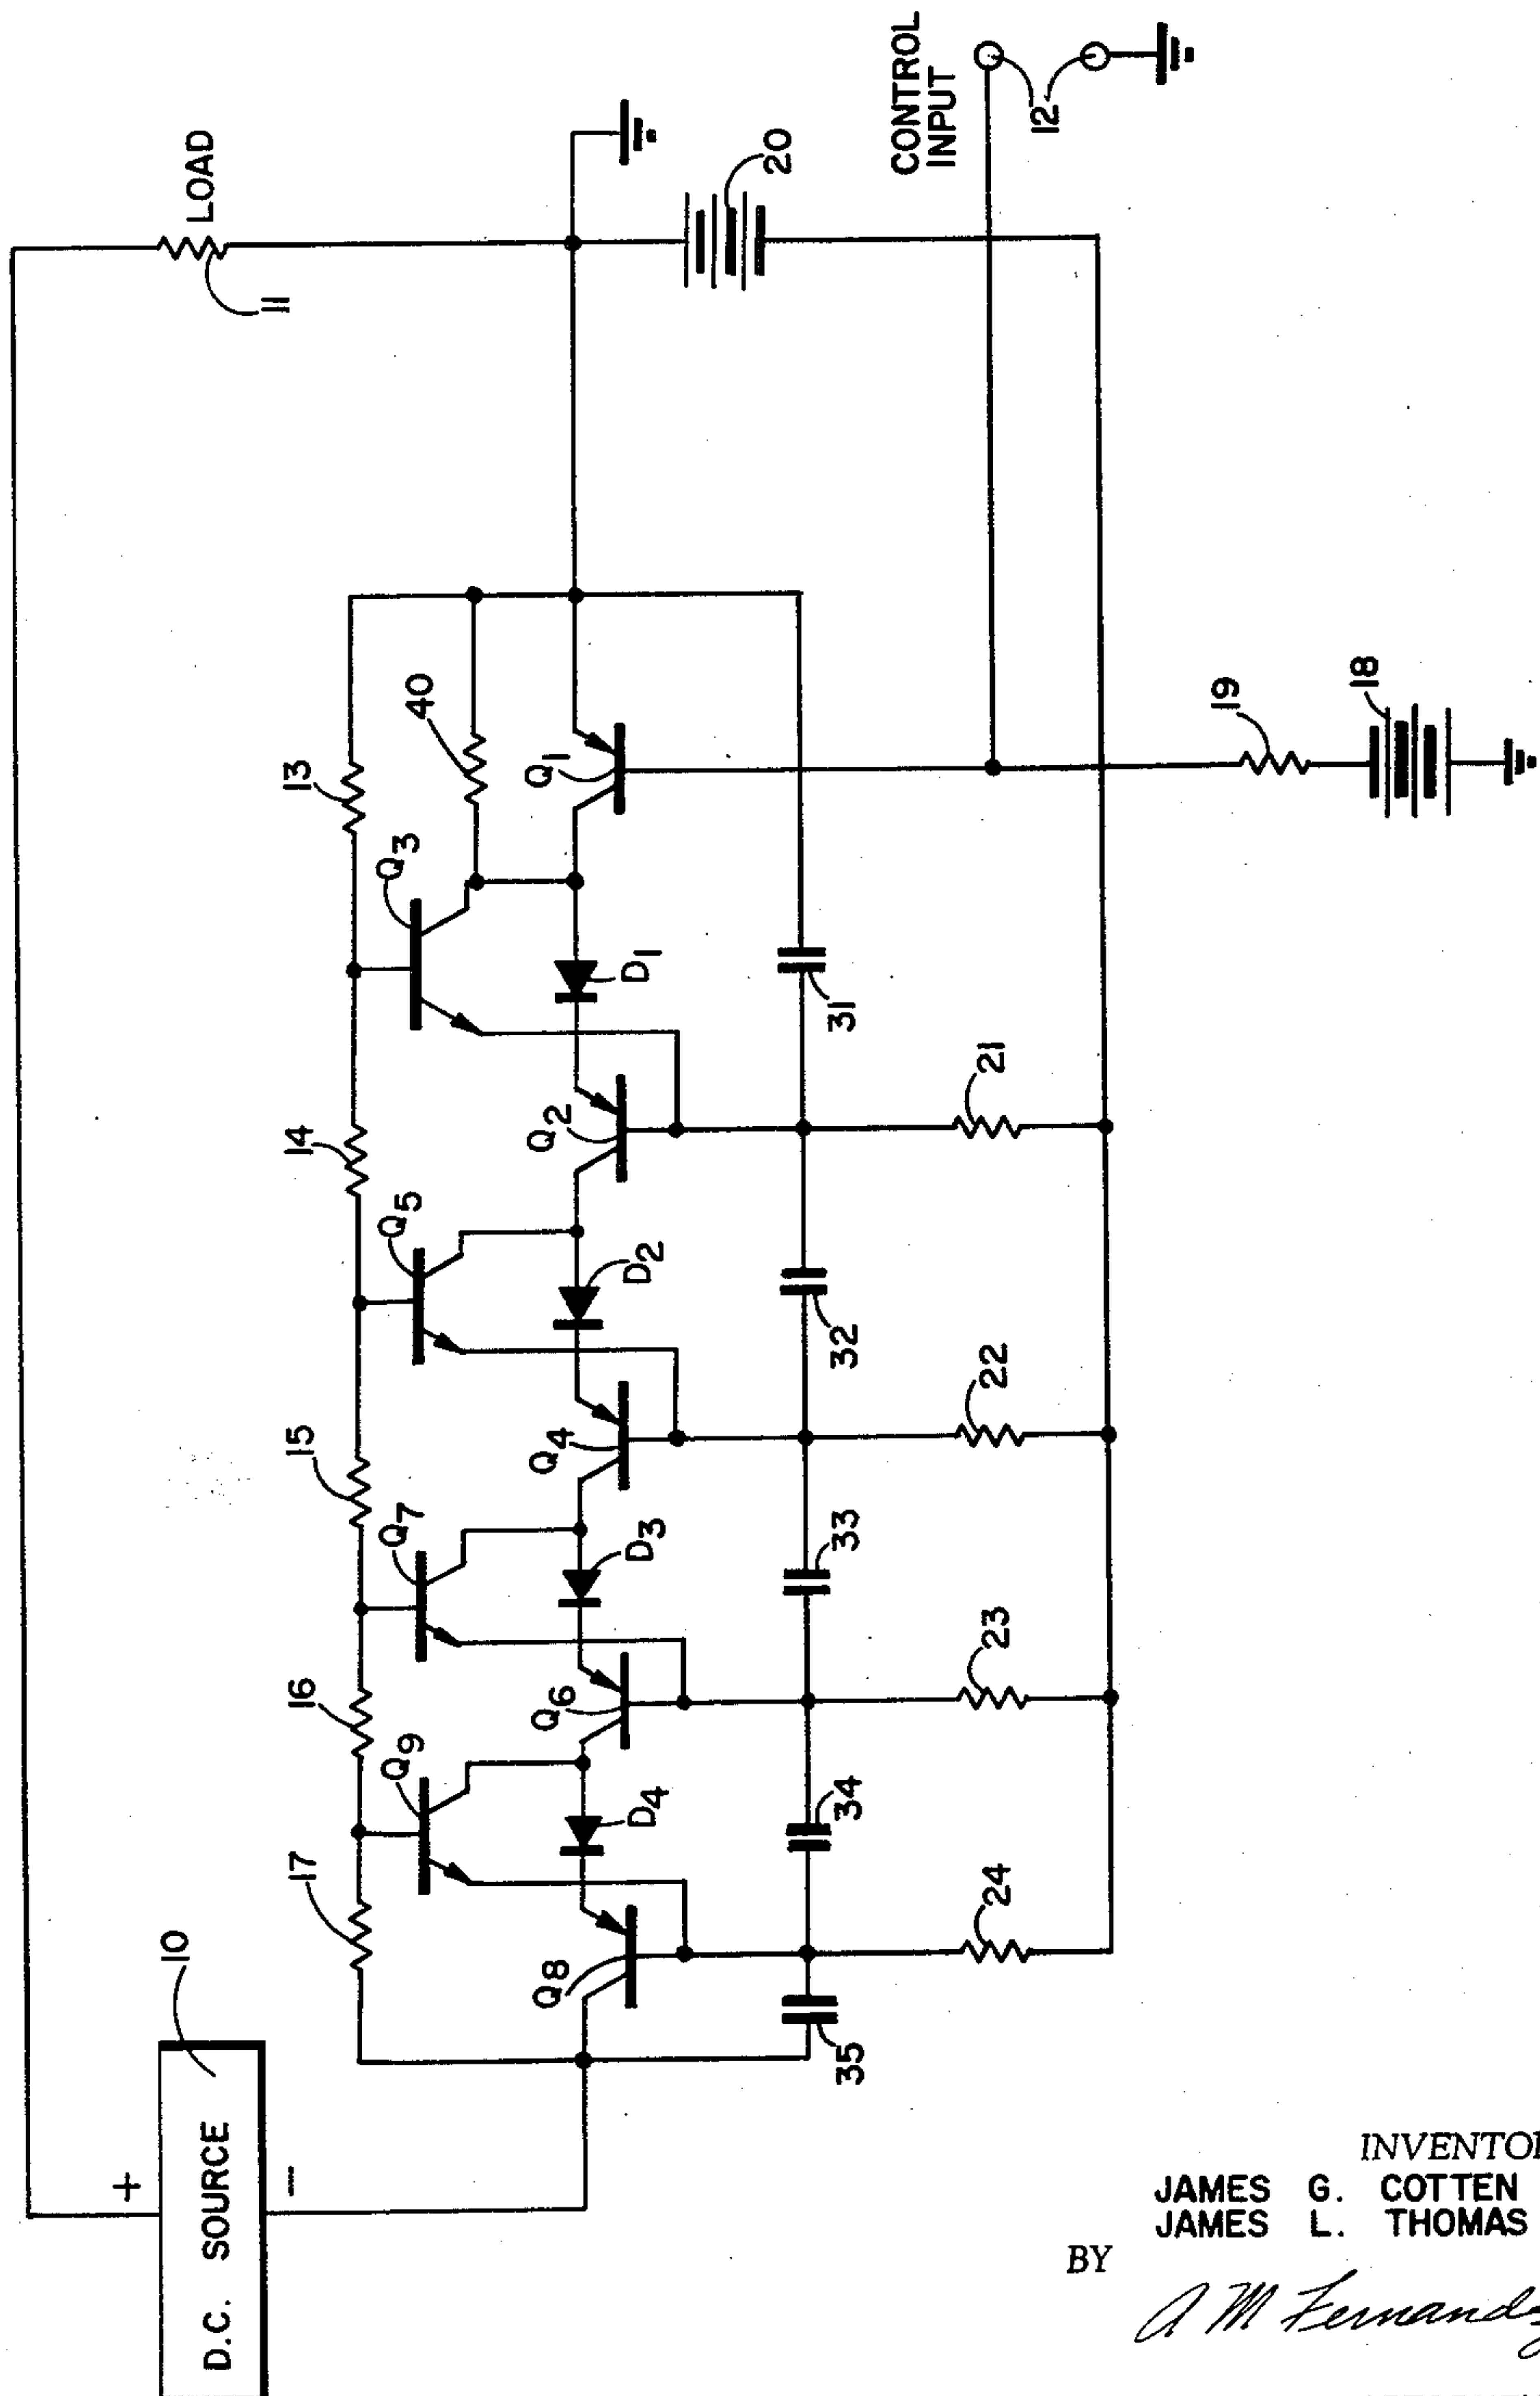 LOAD
11
20
CONTROL
INPUT
12
13
40
Q1
Q3
D1
31
19
18
14
Q2
21
Q5
D2
32
15
Q4
22
Q7
D3
33
16
Q6
23
Q9
D4
34
17
Q8
24
35
10
+
D.C. SOURCE
−
JAMES G. COTTEN
JAMES L. THOMAS
BY
A M